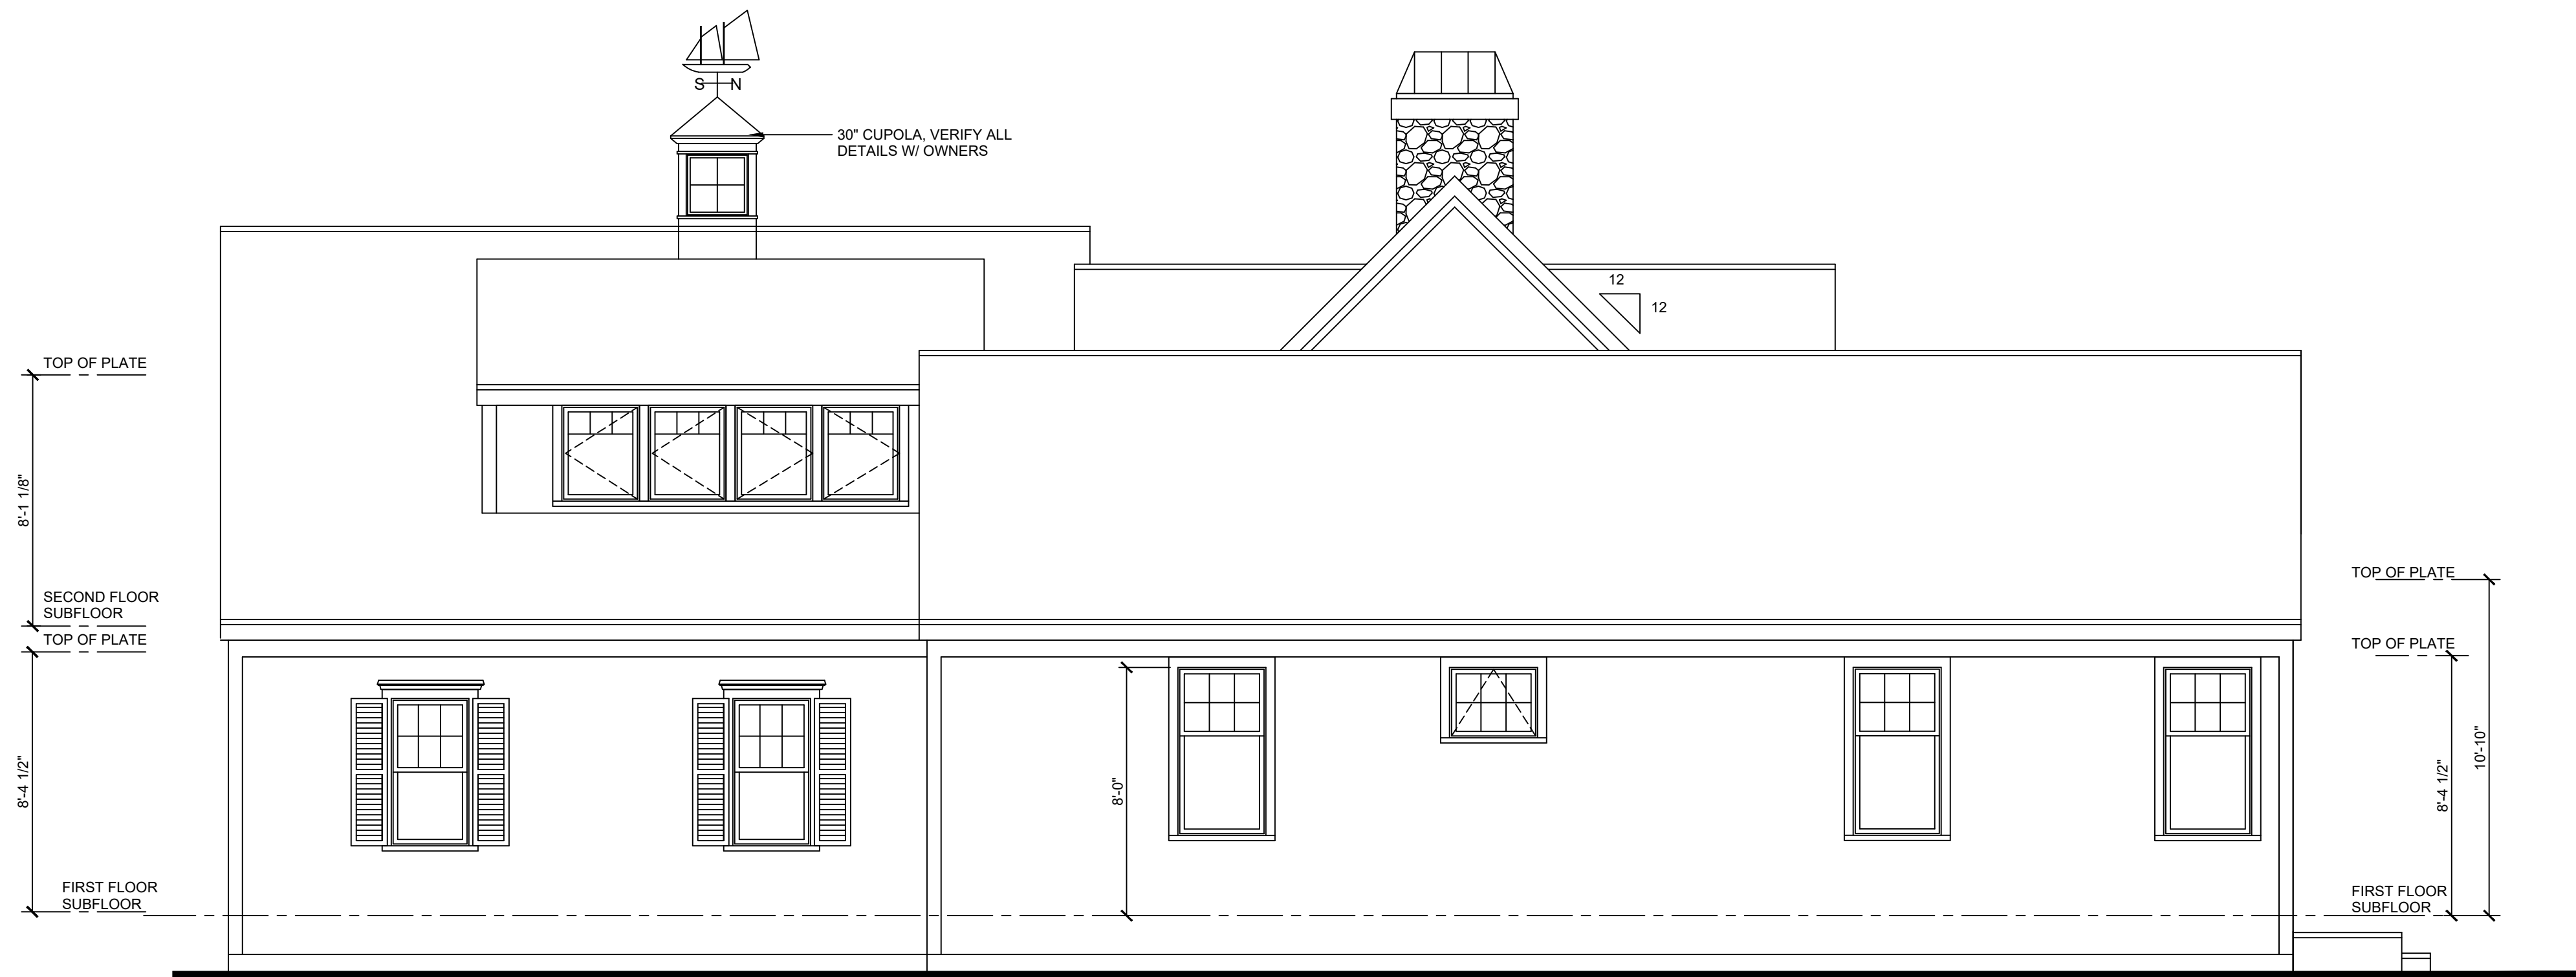 S N
30" CUPOLA, VERIFY ALL
DETAILS W/ OWNERS
12
12
TOP OF PLATE
8'-1 1/8"
SECOND FLOOR
SUBFLOOR
TOP OF PLATE
8'-4 1/2"
FIRST FLOOR
SUBFLOOR
8'-0"
TOP OF PLATE
TOP OF PLATE
10'-10"
8'-4 1/2"
FIRST FLOOR
SUBFLOOR